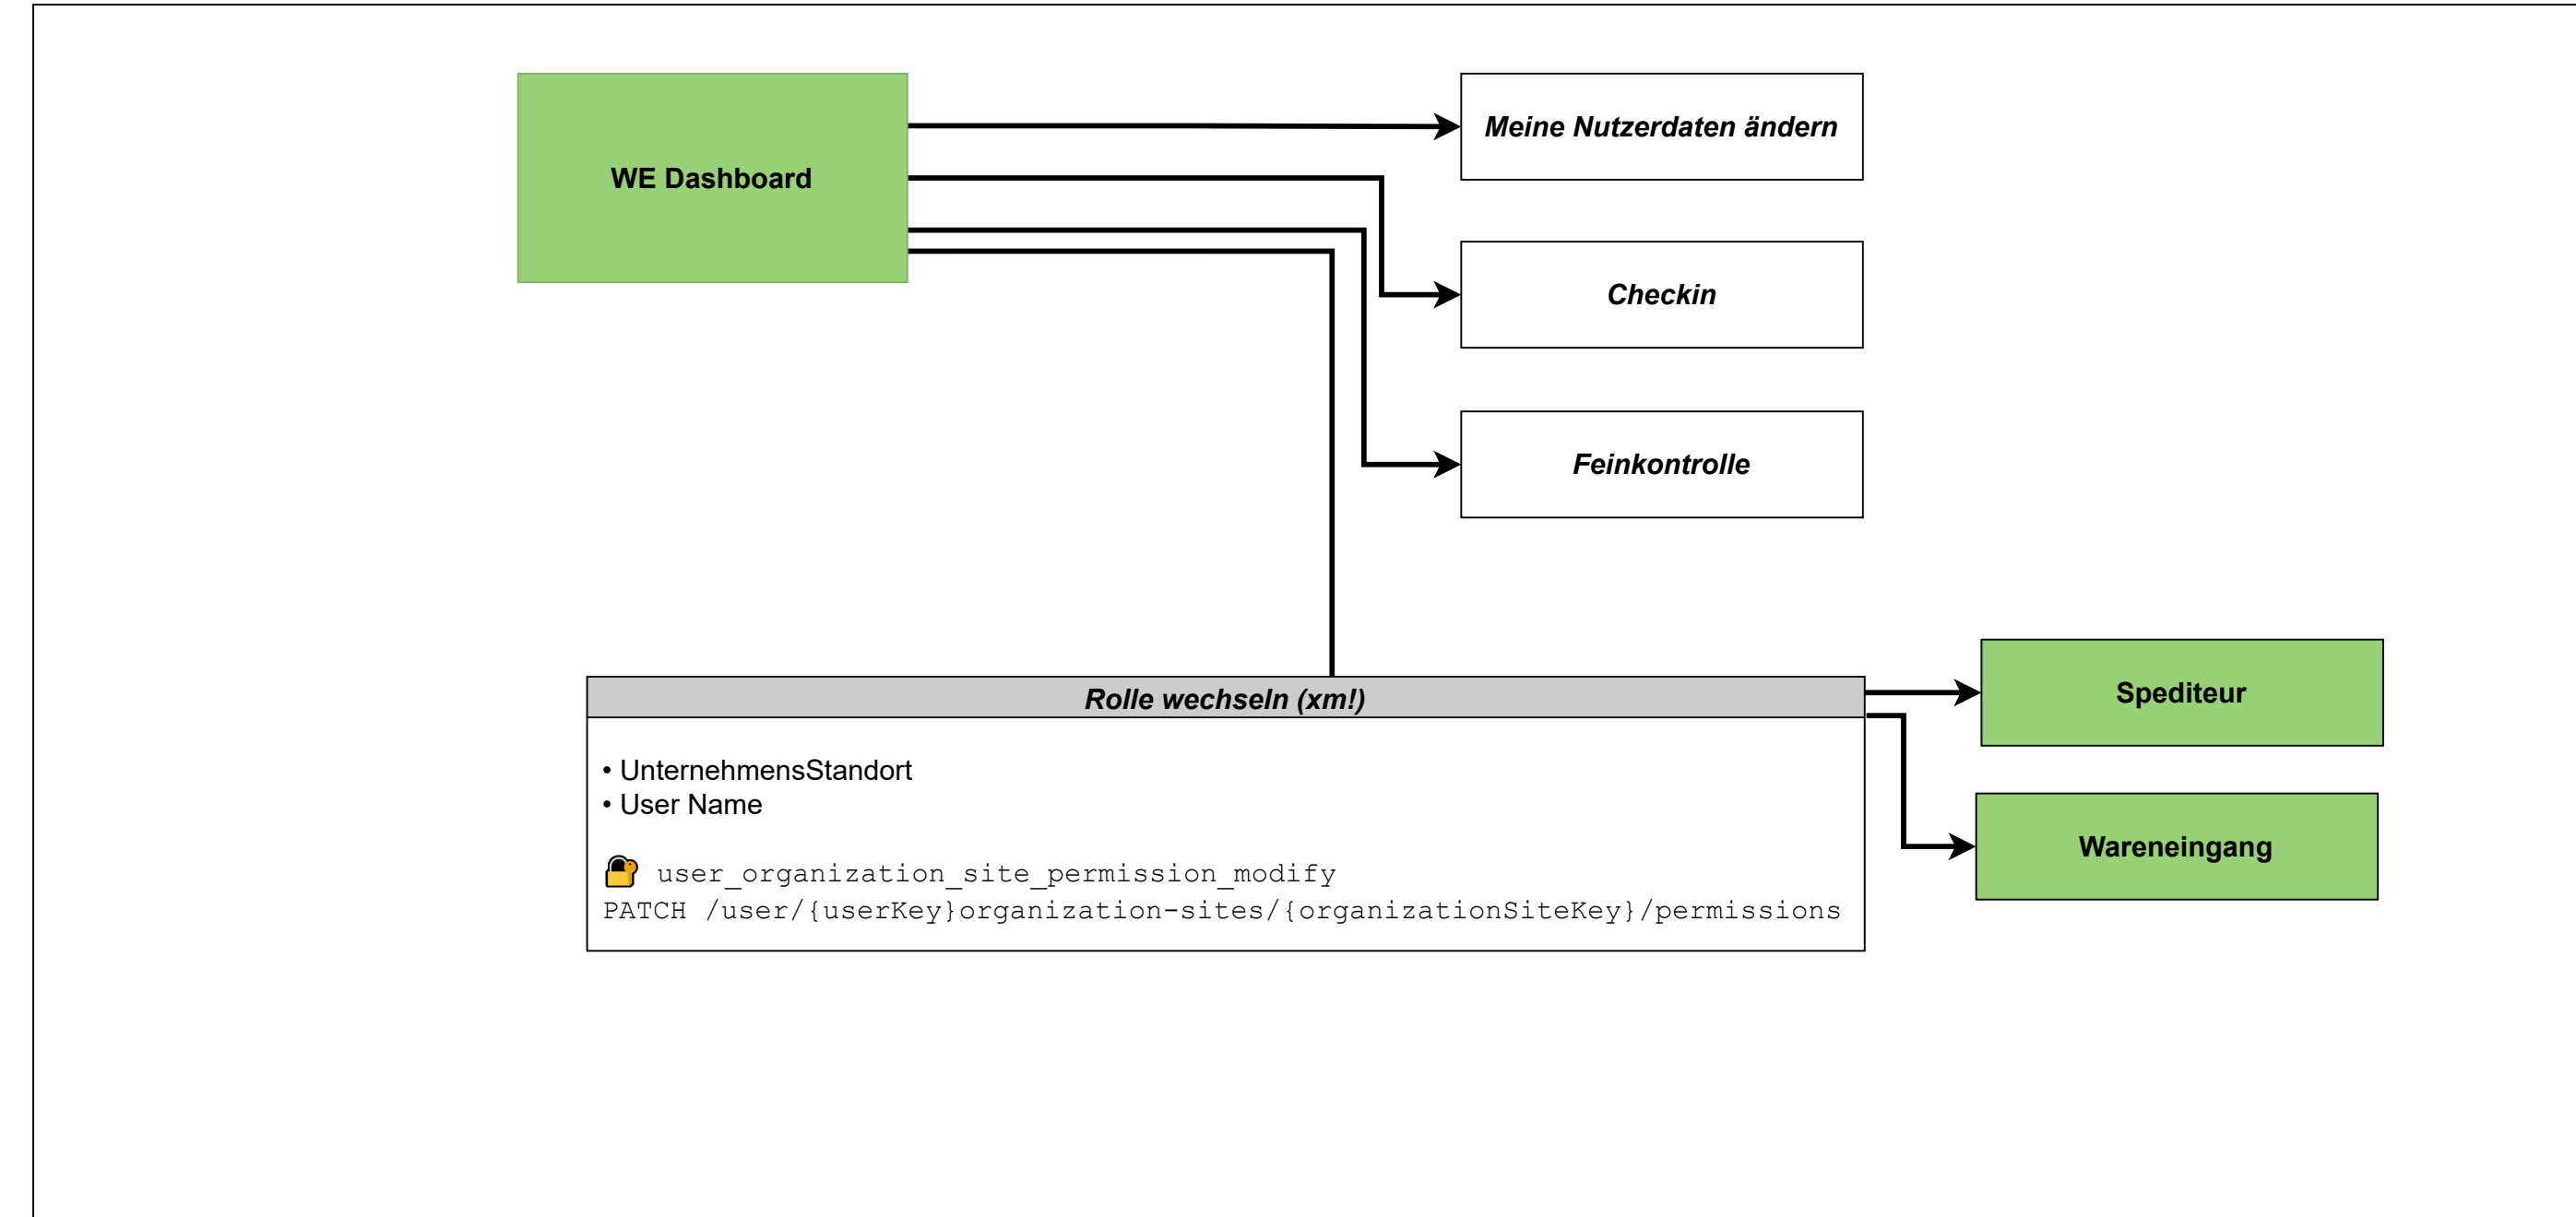 WE Dashboard
Meine Nutzerdaten ändern
Checkin
Feinkontrolle
Rolle wechseln (xm!)
• UnternehmensStandort
• User Name
🔐 user_organization_site_permission_modify
PATCH /user/{userKey}organization-sites/{organizationSiteKey}/permissions
Spediteur
Wareneingang